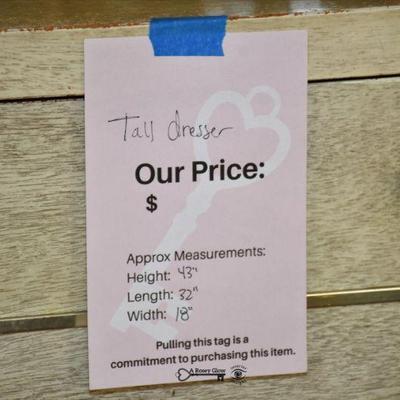 Tall dresser
Our Price:
$
Approx Measurements:
Height: 43"
Length: 32"
Width: 18"
Pulling this tag is a
commitment to purchasing this item.
A Rosey Glow